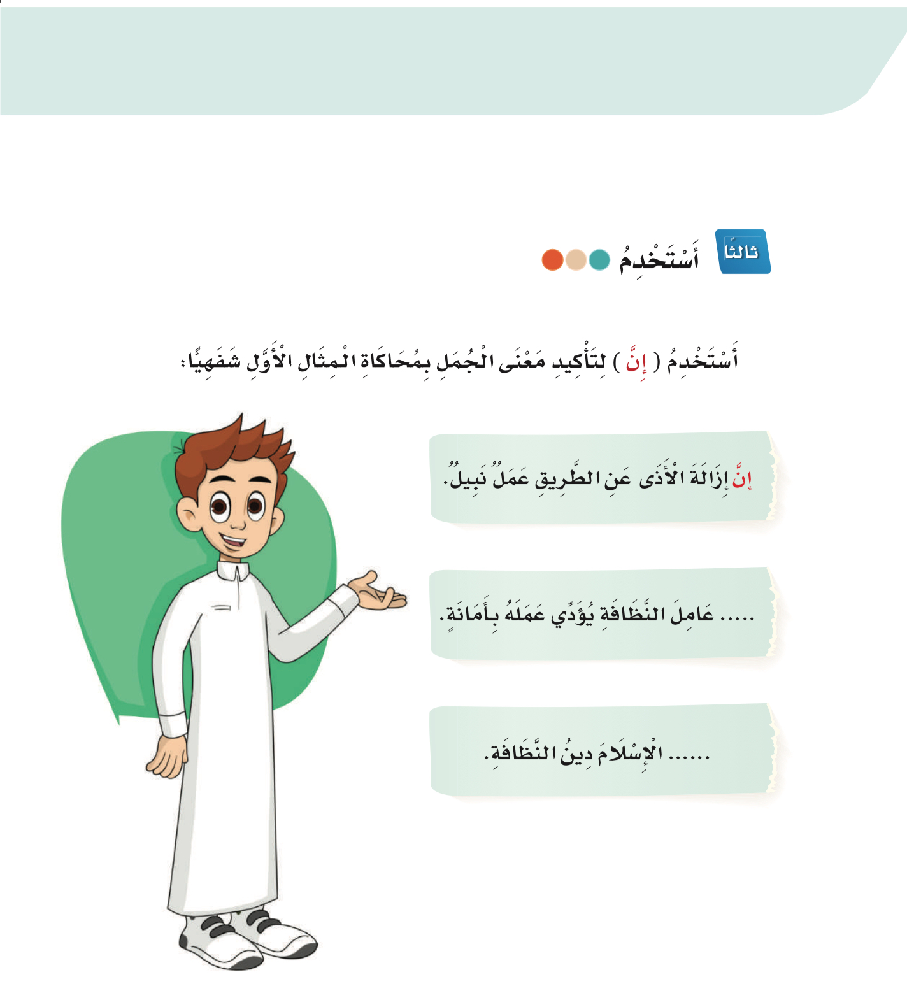 ثالثًا
أَسْتَخْدِمُ
أَسْتَخْدِمُ ( إِنَّ ) لِتَأْكِيدِ مَعْنَى الْجُمَلِ بِمُحَاكَاةِ الْمِثَالِ الْأَوَّلِ شَفَهِيًّا:
إنَّ إِزَالَةَ الْأَذَى عَنِ الطَّرِيقِ عَمَلٌ نَبِيلٌ.
..... عَامِلَ النَّظَافَةِ يُؤَدِّي عَمَلَهُ بِأَمَانَةٍ.
...... الْإِسْلَامَ دِينُ النَّظَافَةِ.